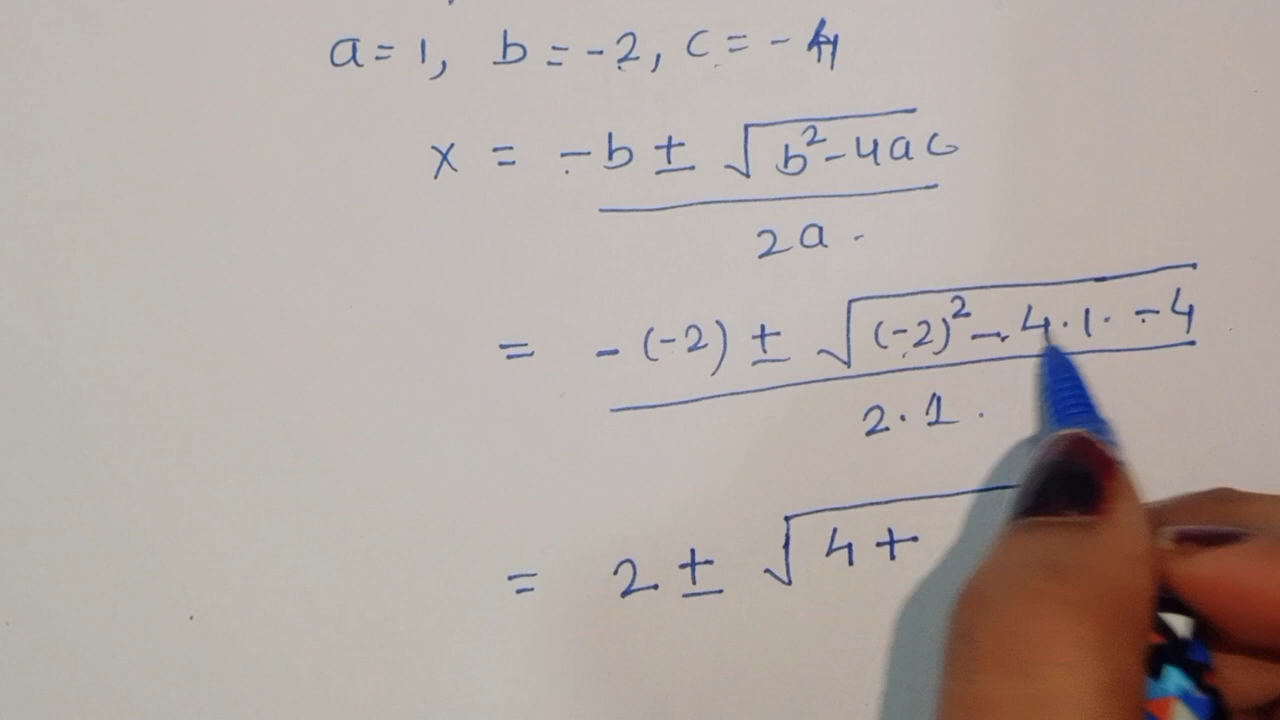 a = 1, b = -2, c = -4
x = -b ± √b²-4ac
2a.
= -(-2) ± √(-2)² - 4·1·-4
2·1.
= 2 ± √4+